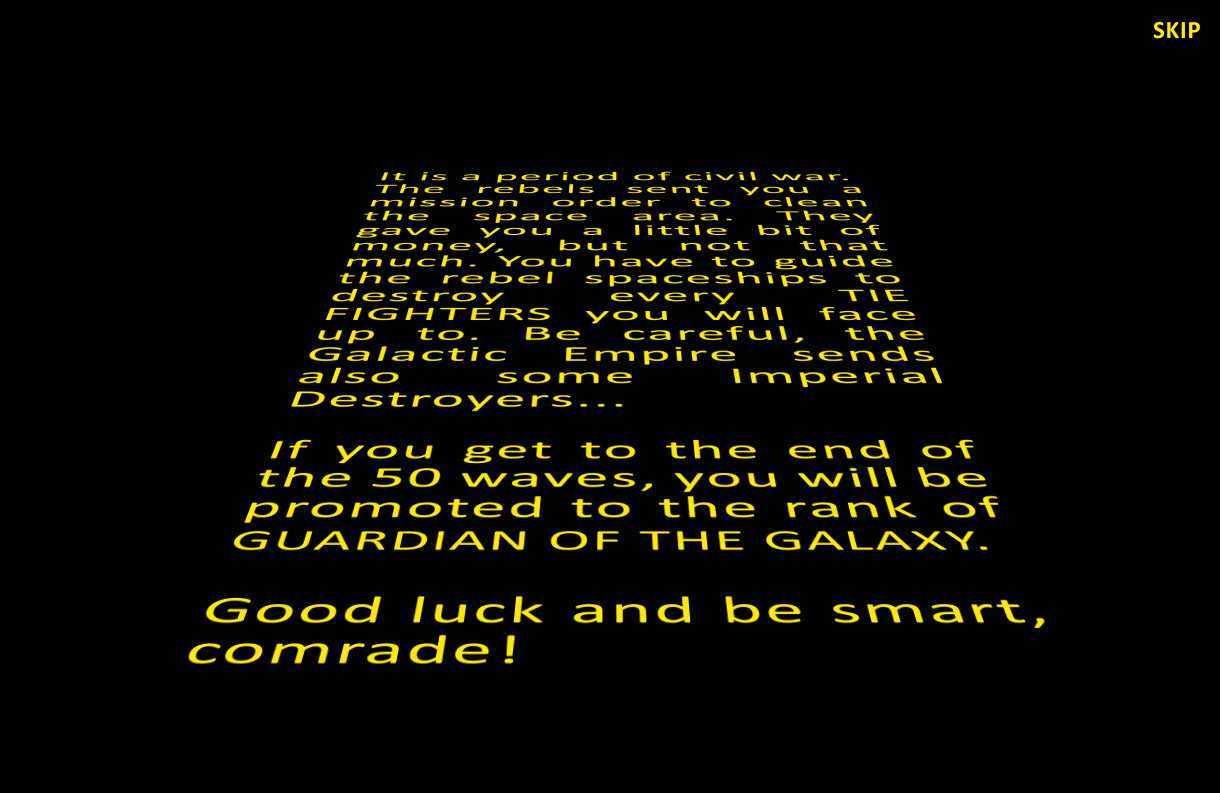 SKIP
It is a period of civil war.
The rebels sent you a
mission order to clean
the space area. They
gave you a little bit of
money, but not that
much. You have to guide
the rebel spaceships to
destroy every TIE
FIGHTERS you will face
up to. Be careful, the
Galactic Empire sends
also some Imperial
Destroyers...
If you get to the end of
the 50 waves, you will be
promoted to the rank of
GUARDIAN OF THE GALAXY.
Good luck and be smart,
comrade!